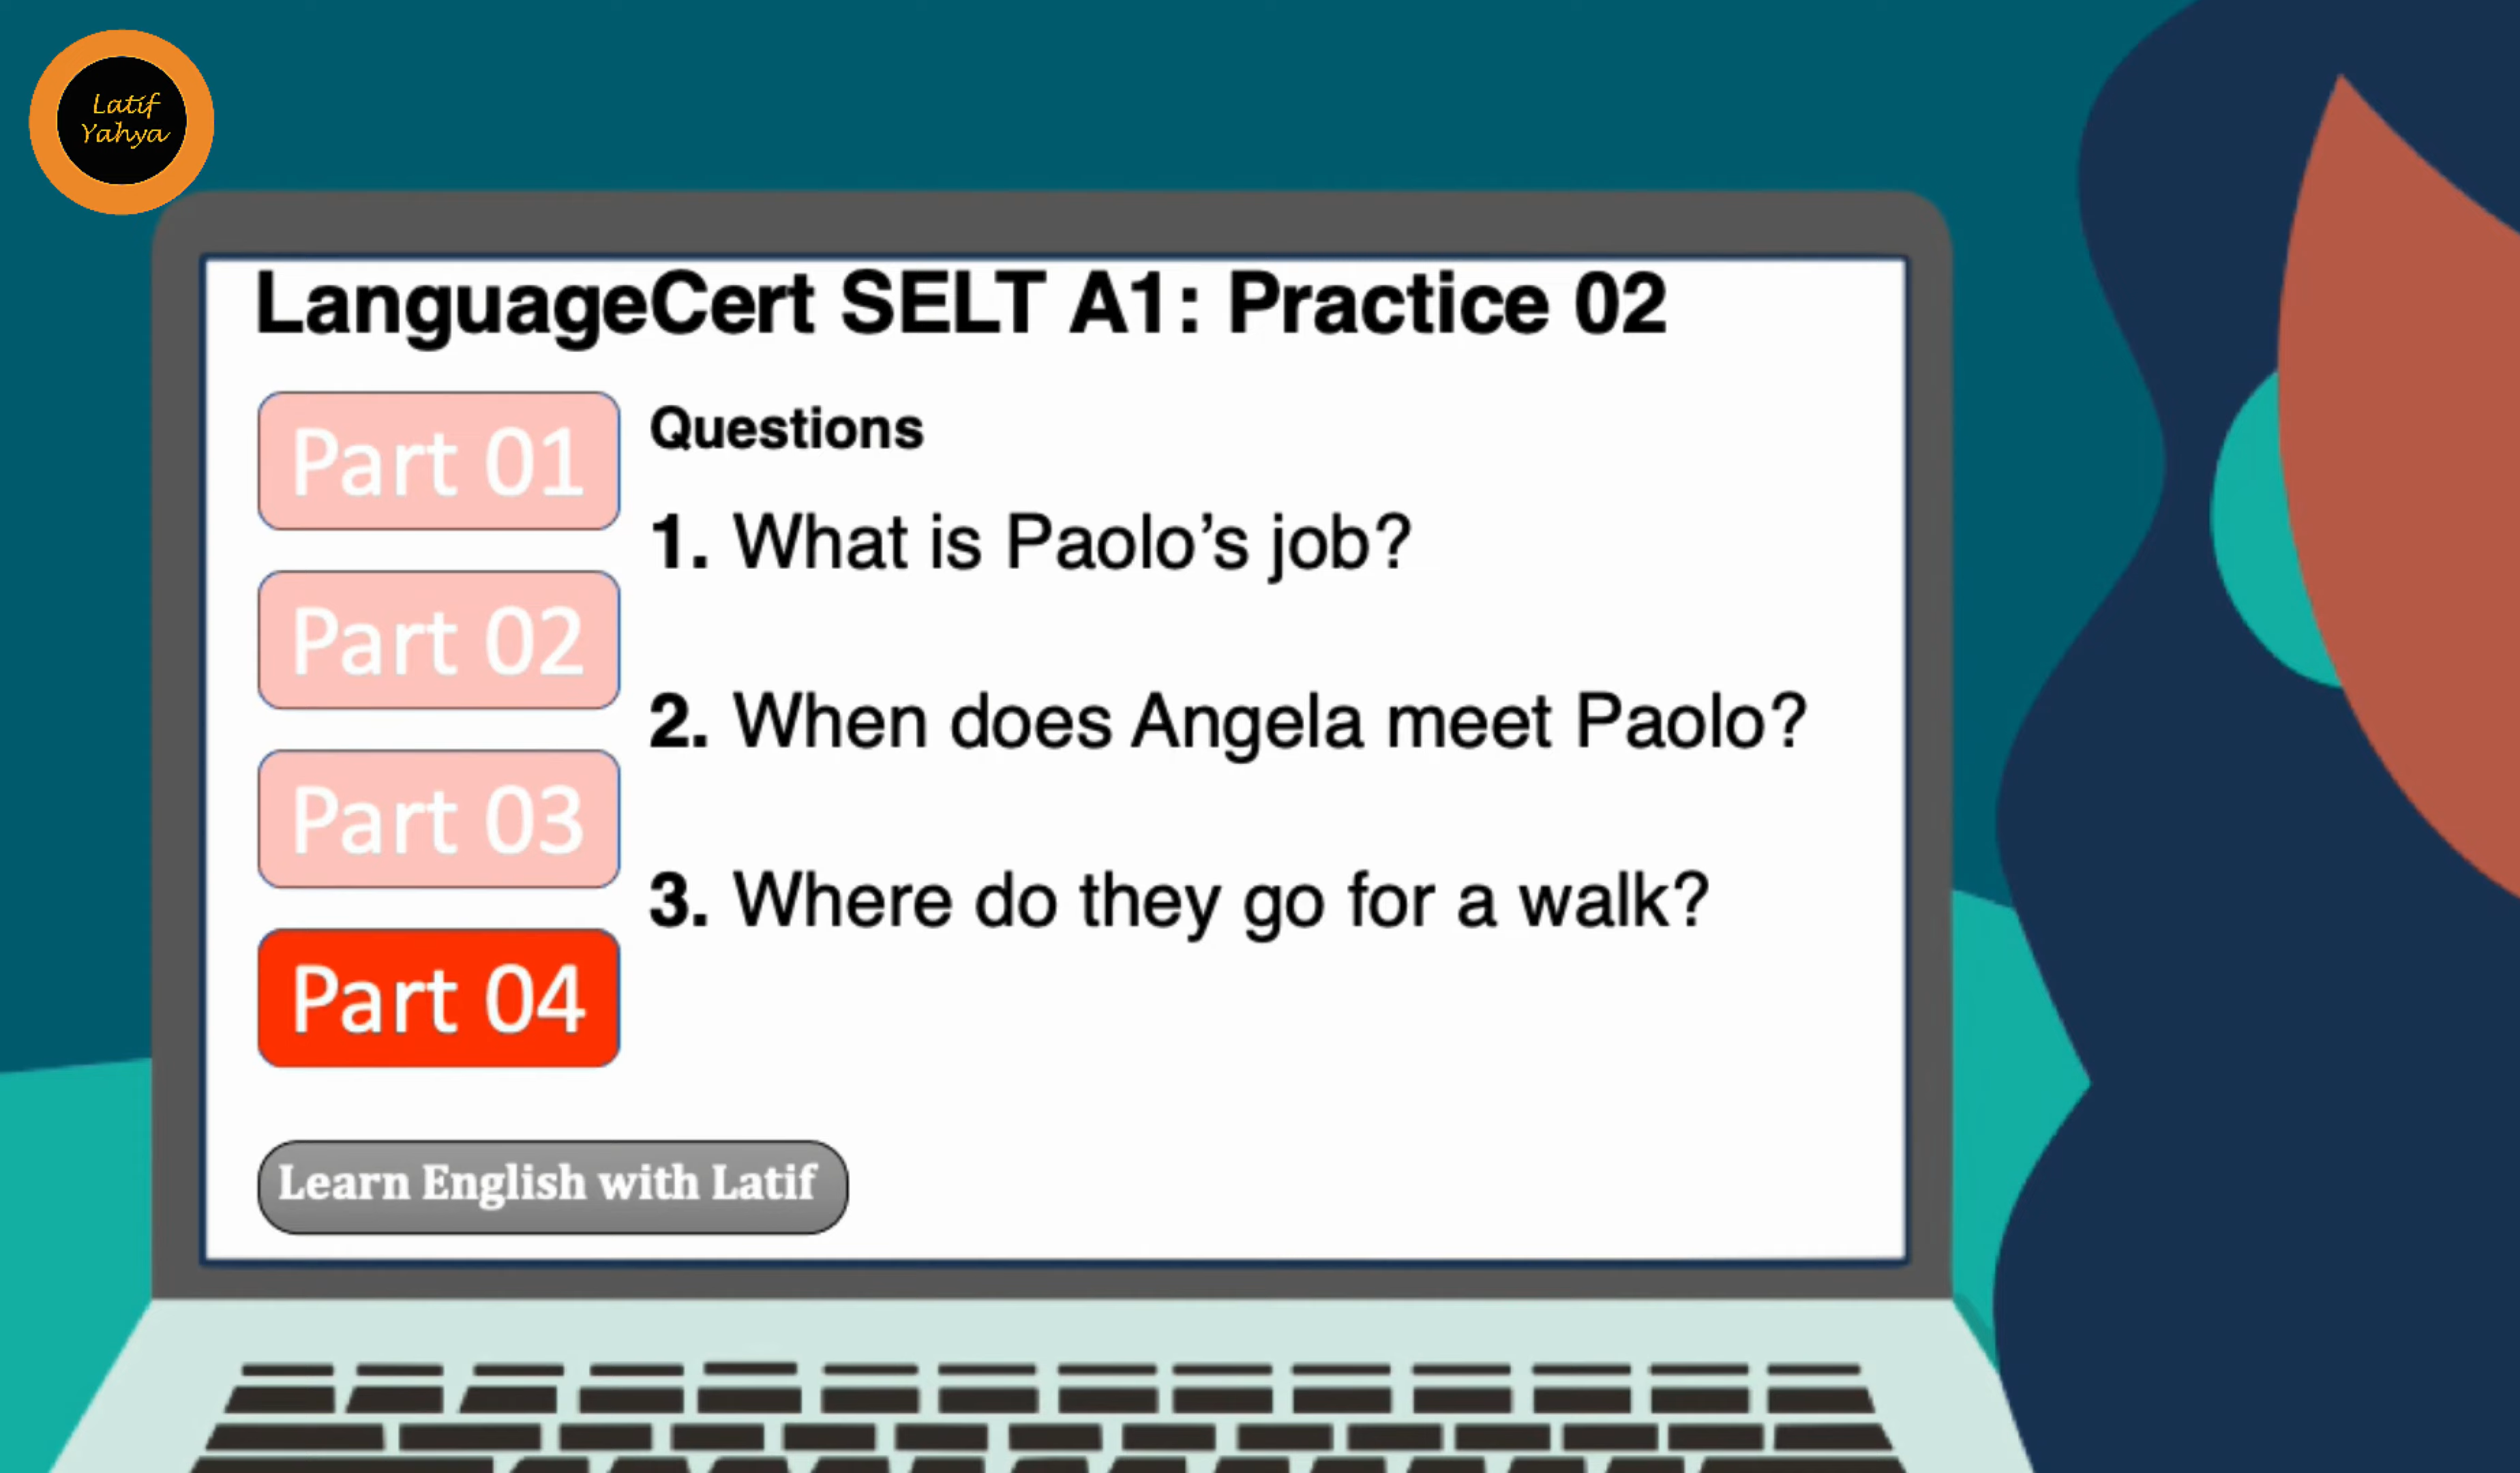 Latif
Yahya
LanguageCert SELT A1: Practice 02
Part 01
Part 02
Part 03
Part 04
Questions
1. What is Paolo’s job?
2. When does Angela meet Paolo?
3. Where do they go for a walk?
Learn English with Latif